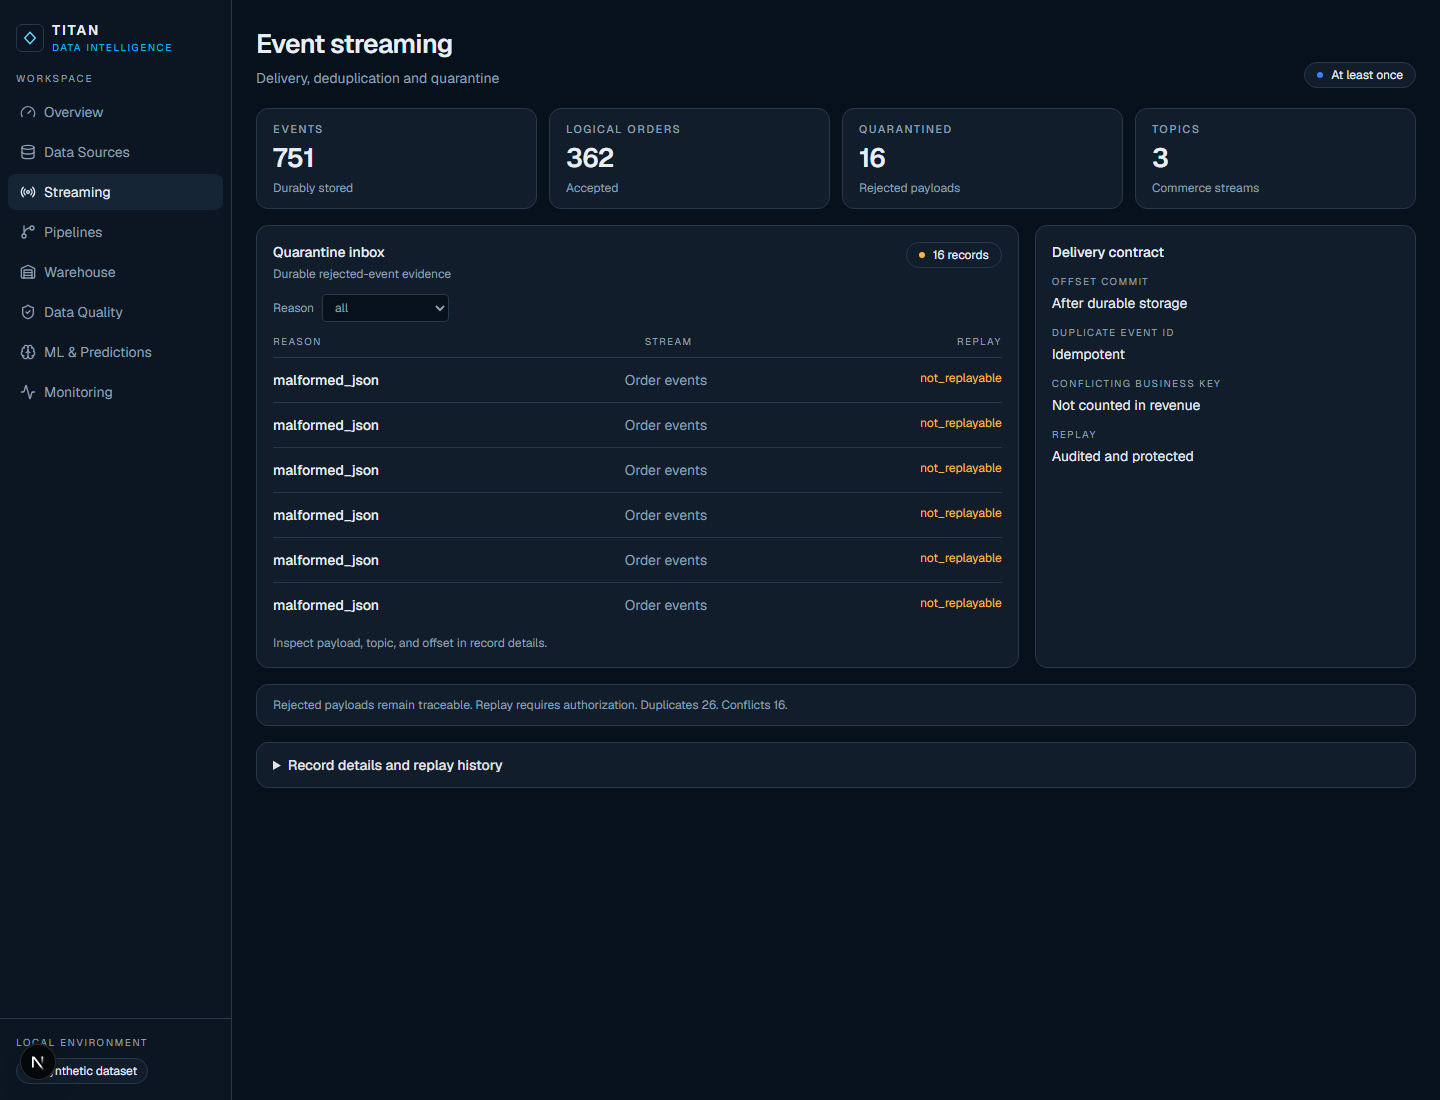 TITAN
DATA INTELLIGENCE
WORKSPACE
Overview
Data Sources
Streaming
Pipelines
Warehouse
Data Quality
ML & Predictions
Monitoring
LOCAL ENVIRONMENT
N
nthetic dataset
Event streaming
Delivery, deduplication and quarantine
At least once
EVENTS
751
Durably stored
LOGICAL ORDERS
362
Accepted
QUARANTINED
16
Rejected payloads
TOPICS
3
Commerce streams
Quarantine inbox
Durable rejected-event evidence
16 records
Reason all
REASON STREAM REPLAY
malformed_json Order events not_replayable
malformed_json Order events not_replayable
malformed_json Order events not_replayable
malformed_json Order events not_replayable
malformed_json Order events not_replayable
malformed_json Order events not_replayable
Inspect payload, topic, and offset in record details.
Delivery contract
OFFSET COMMIT
After durable storage
DUPLICATE EVENT ID
Idempotent
CONFLICTING BUSINESS KEY
Not counted in revenue
REPLAY
Audited and protected
Rejected payloads remain traceable. Replay requires authorization. Duplicates 26. Conflicts 16.
Record details and replay history